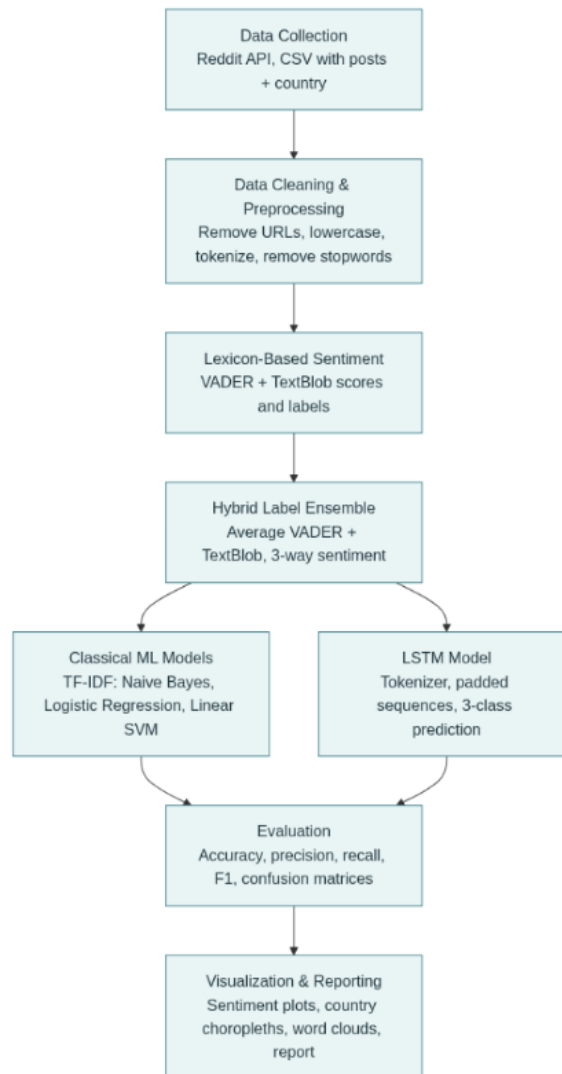 Data Collection
Reddit API, CSV with posts
+ country
Data Cleaning &
Preprocessing
Remove URLs, lowercase,
tokenize, remove stopwords
Lexicon-Based Sentiment
VADER + TextBlob scores
and labels
Hybrid Label Ensemble
Average VADER +
TextBlob, 3-way sentiment
Classical ML Models
TF-IDF: Naive Bayes,
Logistic Regression, Linear
SVM
LSTM Model
Tokenizer, padded
sequences, 3-class
prediction
Evaluation
Accuracy, precision, recall,
F1, confusion matrices
Visualization & Reporting
Sentiment plots, country
choropleths, word clouds,
report